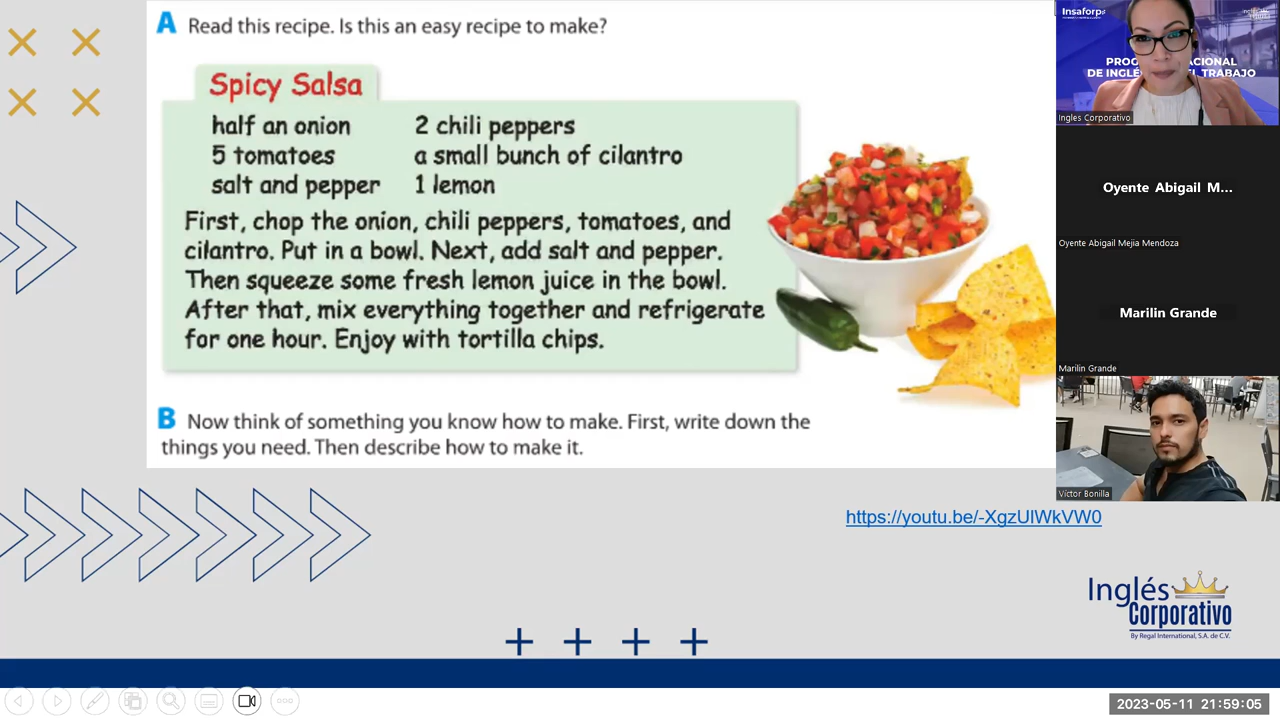 A Read this recipe. Is this an easy recipe to make?
Spicy Salsa
half an onion 2 chili peppers
5 tomatoes a small bunch of cilantro
salt and pepper 1 lemon
First, chop the onion, chili peppers, tomatoes, and
cilantro. Put in a bowl. Next, add salt and pepper.
Then squeeze some fresh lemon juice in the bowl.
After that, mix everything together and refrigerate
for one hour. Enjoy with tortilla chips.
B Now think of something you know how to make. First, write down the
things you need. Then describe how to make it.
https://youtu.be/-XgzUlWkVW0
Inglés
Corporativo
By Regal International, S.A. de C.V.
Insaforp
Ingles Corporativo
Oyente Abigail M...
Oyente Abigail Mejia Mendoza
Marilin Grande
Marilin Grande
Víctor Bonilla
2023-05-11 21:59:05